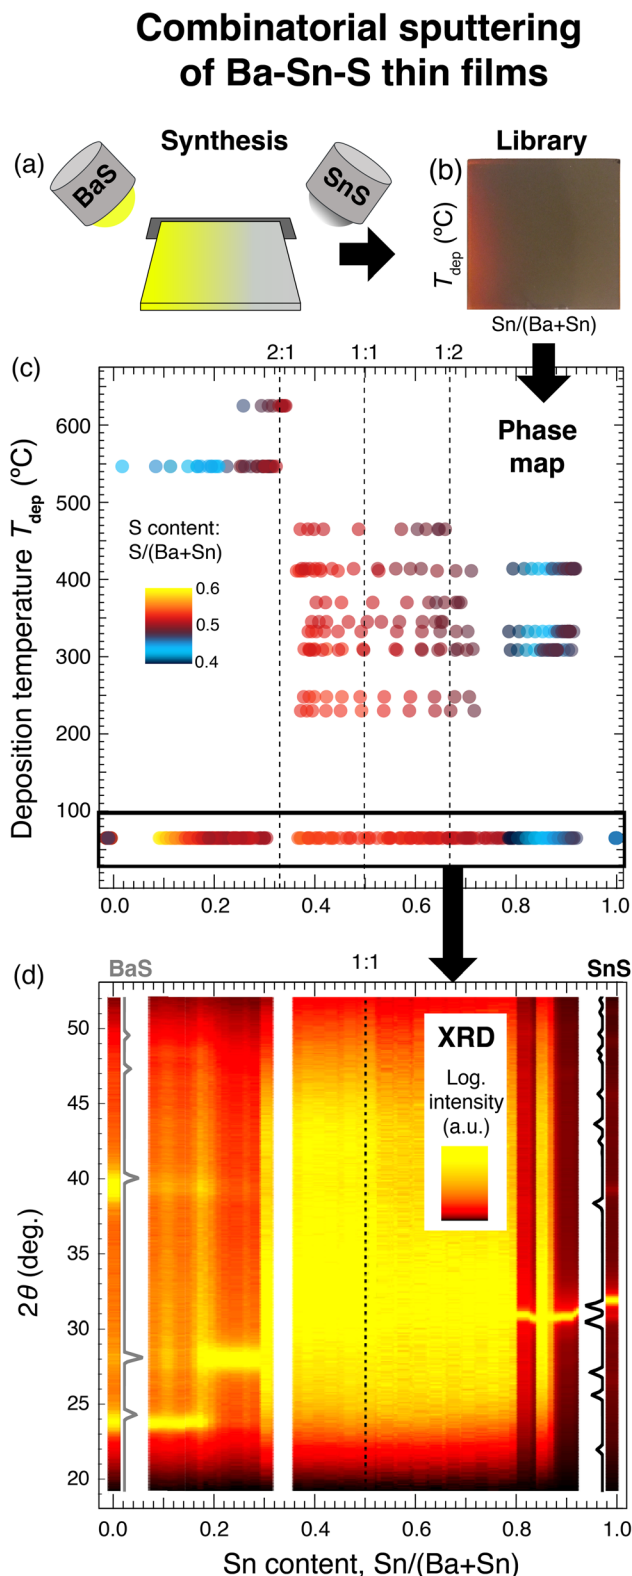 Combinatorial sputtering
of Ba-Sn-S thin films
(a)
Synthesis
BaS
SnS
Library
(b)
T dep (ºC)
Sn/(Ba+Sn)
(c)
2:1
1:1
1:2
Phase
map
S content:
S/(Ba+Sn)
0.6
0.5
0.4
Deposition temperature T dep (ºC)
600
500
400
300
200
100
0.0 0.2 0.4 0.6 0.8 1.0
(d)
BaS
1:1
SnS
XRD
Log.
intensity
(a.u.)
2θ (deg.)
50
45
40
35
30
25
20
0.0 0.2 0.4 0.6 0.8 1.0
Sn content, Sn/(Ba+Sn)